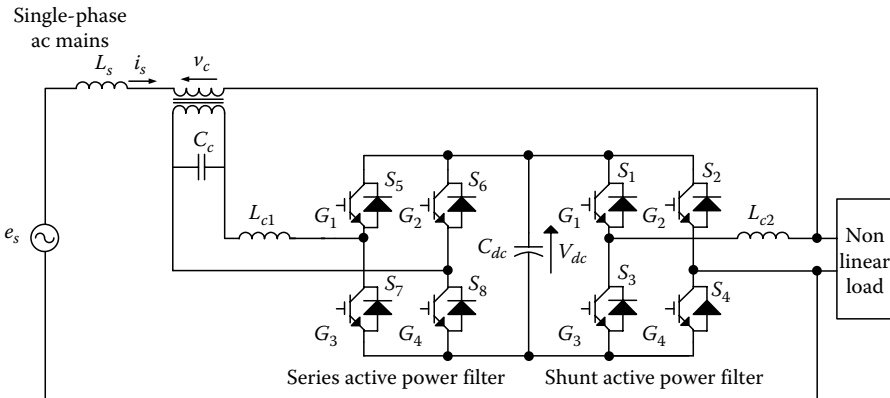 Single-phase
ac mains
L_s
i_s
v_c
C_c
S_5
S_6
S_1
S_2
L_c1
G_1
G_2
G_1
G_2
L_c2
e_s
C_dc
V_dc
Non
linear
load
S_7
S_8
S_3
S_4
G_3
G_4
G_3
G_4
Series active power filter
Shunt active power filter